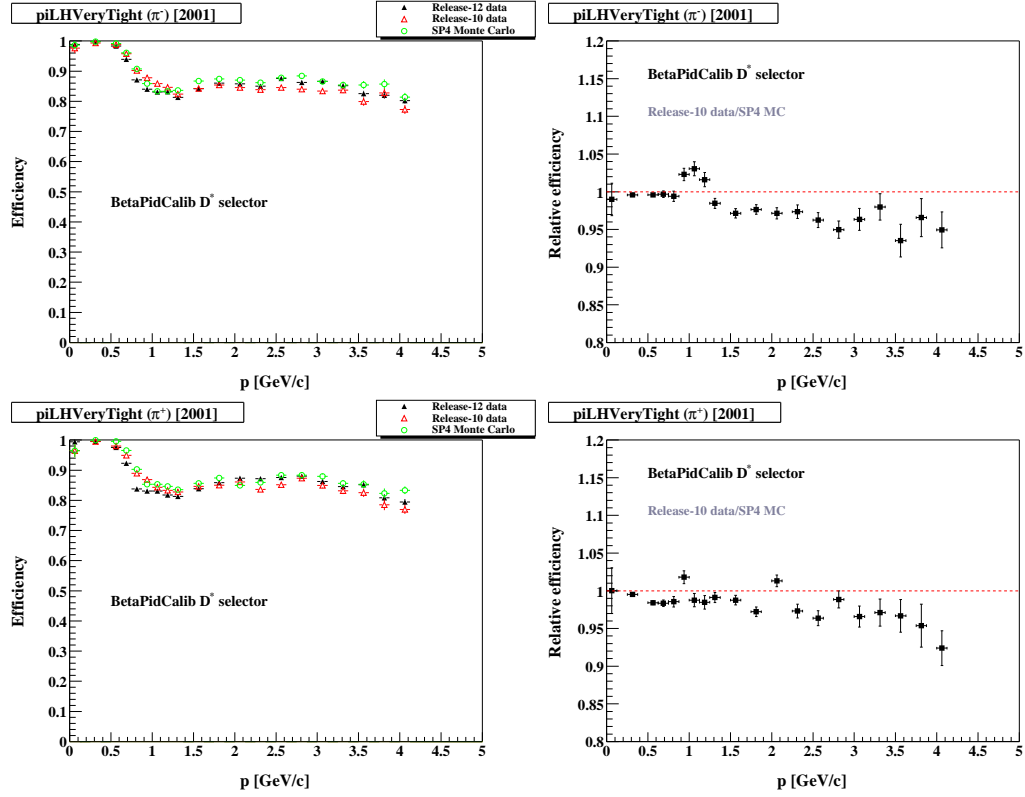 piLHVeryTight (π⁻) [2001]
Release-12 data
Release-10 data
SP4 Monte Carlo
Efficiency
1
0.9
0.8
0.7
0.6
0.5
0.4
0.3
0.2
0.1
0
BetaPidCalib D* selector
0 0.5 1 1.5 2 2.5 3 3.5 4 4.5 5
p [GeV/c]
piLHVeryTight (π⁻) [2001]
Relative efficiency
1.2
1.15
1.1
1.05
1
0.95
0.9
0.85
0.8
BetaPidCalib D* selector
Release-10 data/SP4 MC
0 0.5 1 1.5 2 2.5 3 3.5 4 4.5 5
p [GeV/c]
piLHVeryTight (π⁺) [2001]
Release-12 data
Release-10 data
SP4 Monte Carlo
Efficiency
1
0.9
0.8
0.7
0.6
0.5
0.4
0.3
0.2
0.1
0
BetaPidCalib D* selector
0 0.5 1 1.5 2 2.5 3 3.5 4 4.5 5
p [GeV/c]
piLHVeryTight (π⁺) [2001]
Relative efficiency
1.2
1.15
1.1
1.05
1
0.95
0.9
0.85
0.8
BetaPidCalib D* selector
Release-10 data/SP4 MC
0 0.5 1 1.5 2 2.5 3 3.5 4 4.5 5
p [GeV/c]